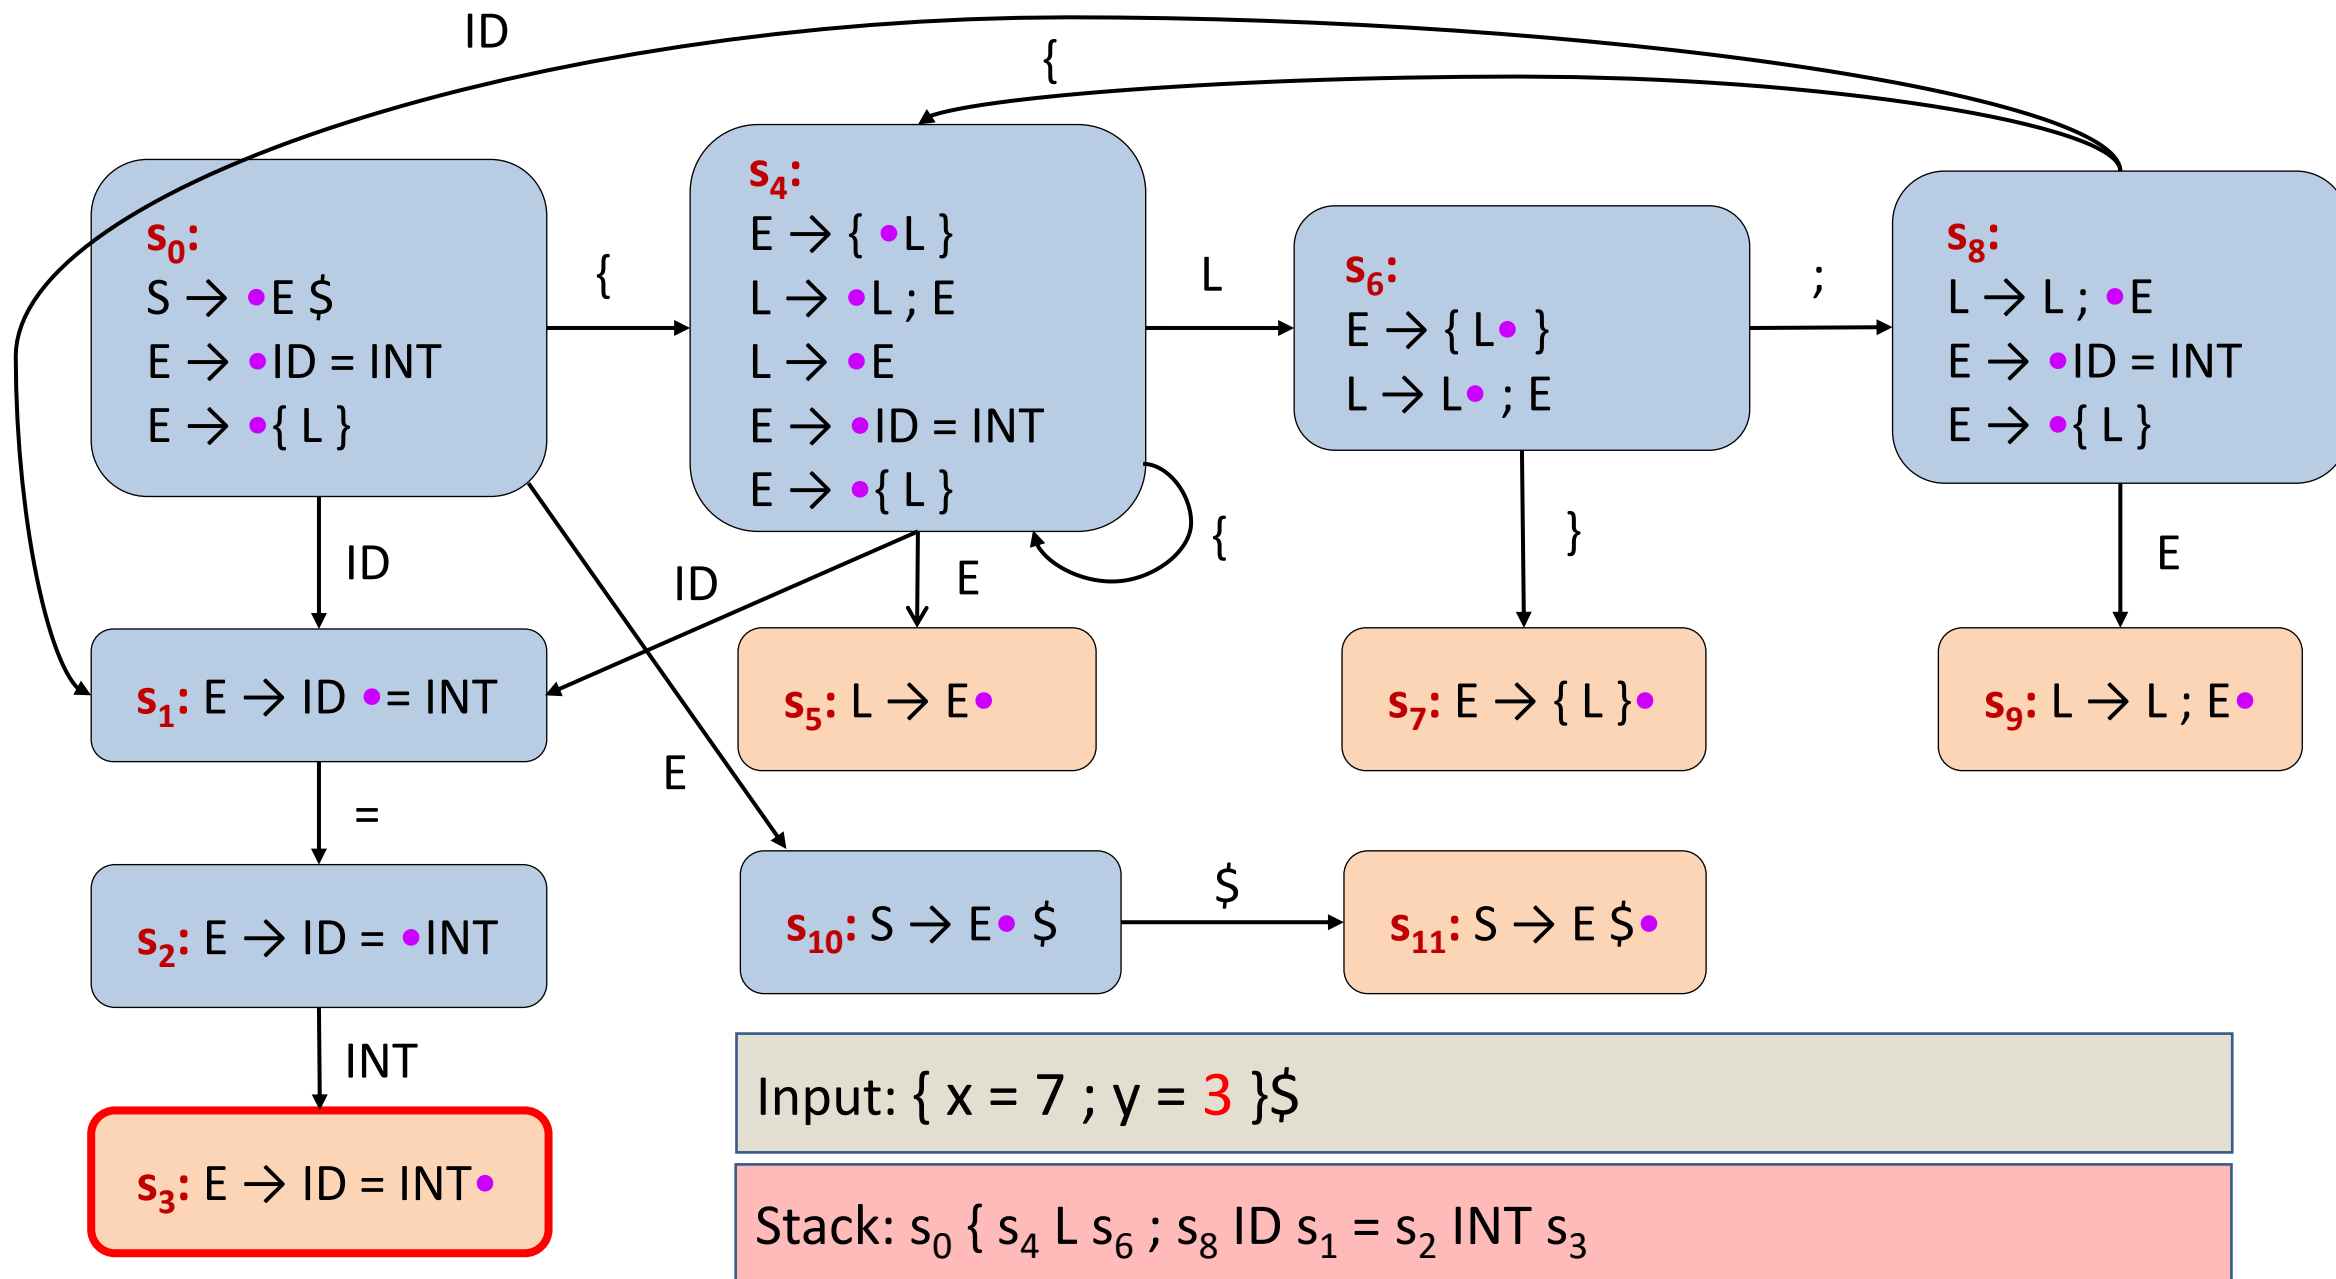 ID
{
s₀:
S → •E $
E → •ID = INT
E → •{ L }
{
s₄:
E → { •L }
L → •L ; E
L → •E
E → •ID = INT
E → •{ L }
L
s₆:
E → { L• }
L → L• ; E
;
s₈:
L → L ; •E
E → •ID = INT
E → •{ L }
ID
ID
E
{
}
E
s₁: E → ID •= INT
s₅: L → E•
s₇: E → { L }•
s₉: L → L ; E•
E
=
s₂: E → ID = •INT
s₁₀: S → E• $
$
s₁₁: S → E $•
INT
s₃: E → ID = INT•
Input: { x = 7 ; y = 3 }$
Stack: s₀ { s₄ L s₆ ; s₈ ID s₁ = s₂ INT s₃